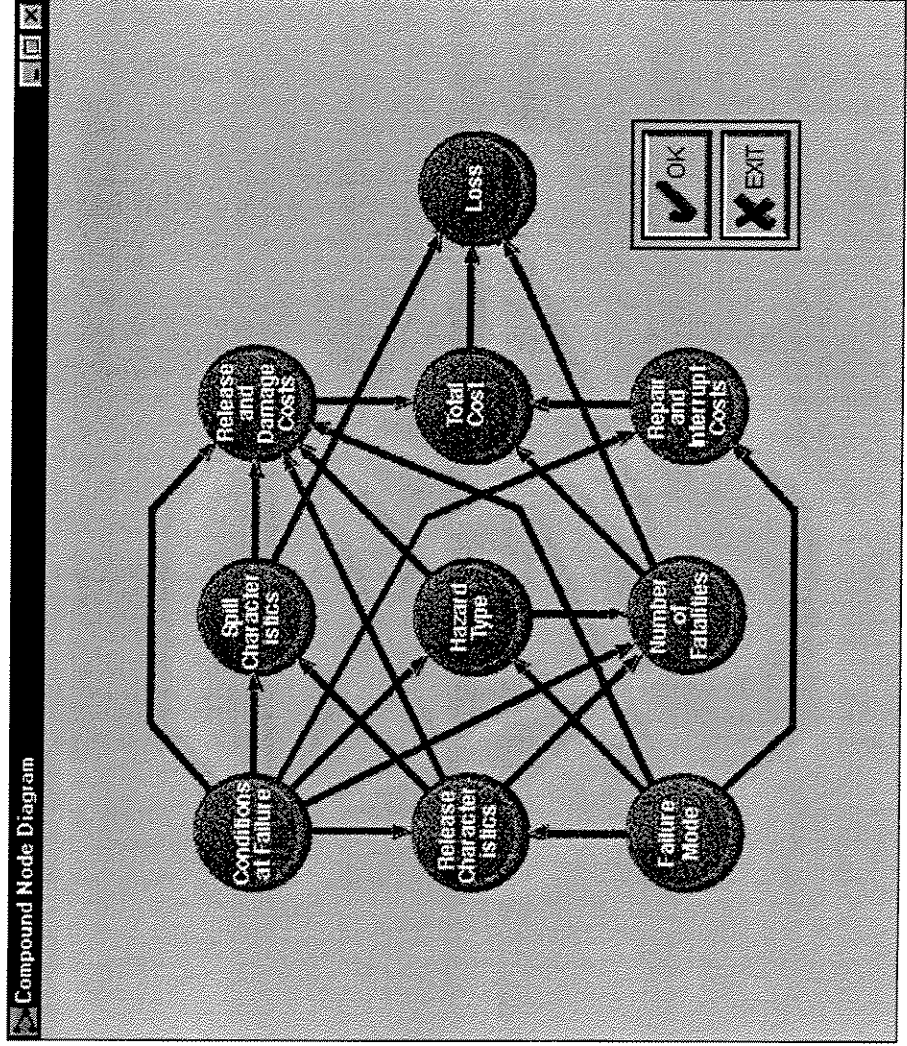 Compound Node Diagram
Conditions
at Failure
Spill
Character
istics
Release
and
Damage
Costs
Release
Character
istics
Hazard
Type
Total
Cost
Loss
Failure
Mode
Number
of
Fatalities
Repair
and
Interrupt
Costs
OK
EXIT